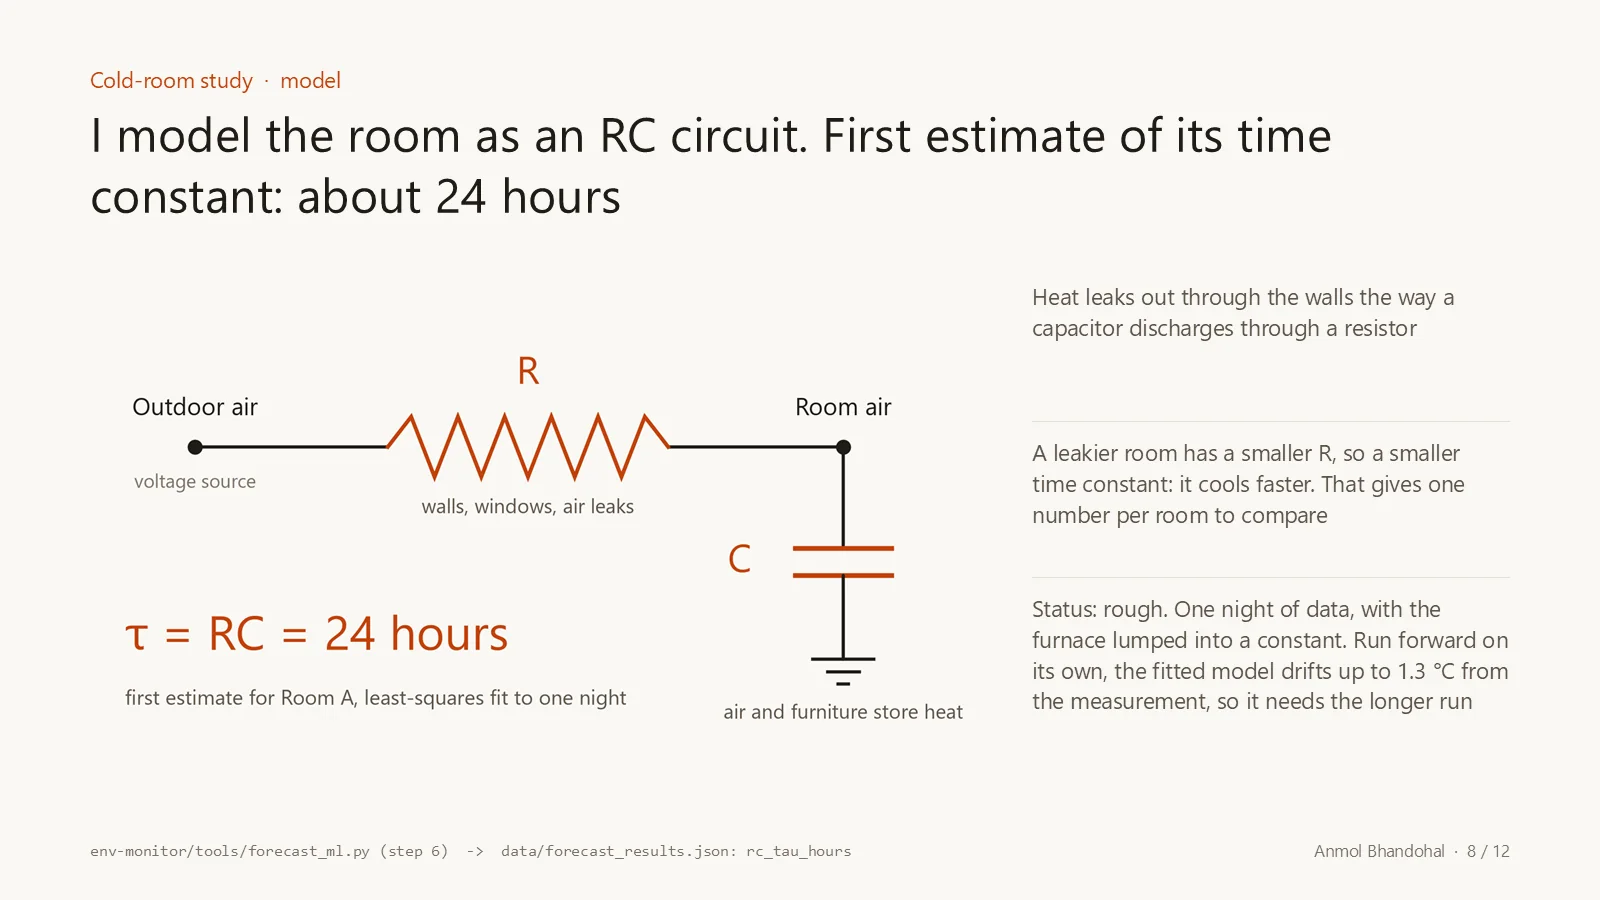 Cold-room study · model
I model the room as an RC circuit. First estimate of its time
constant: about 24 hours
R
Outdoor air
Room air
voltage source
walls, windows, air leaks
C
τ = RC = 24 hours
first estimate for Room A, least-squares fit to one night
air and furniture store heat
Heat leaks out through the walls the way a
capacitor discharges through a resistor
A leakier room has a smaller R, so a smaller
time constant: it cools faster. That gives one
number per room to compare
Status: rough. One night of data, with the
furnace lumped into a constant. Run forward on
its own, the fitted model drifts up to 1.3 °C from
the measurement, so it needs the longer run
env-monitor/tools/forecast_ml.py (step 6) -> data/forecast_results.json: rc_tau_hours
Anmol Bhandohal · 8 / 12